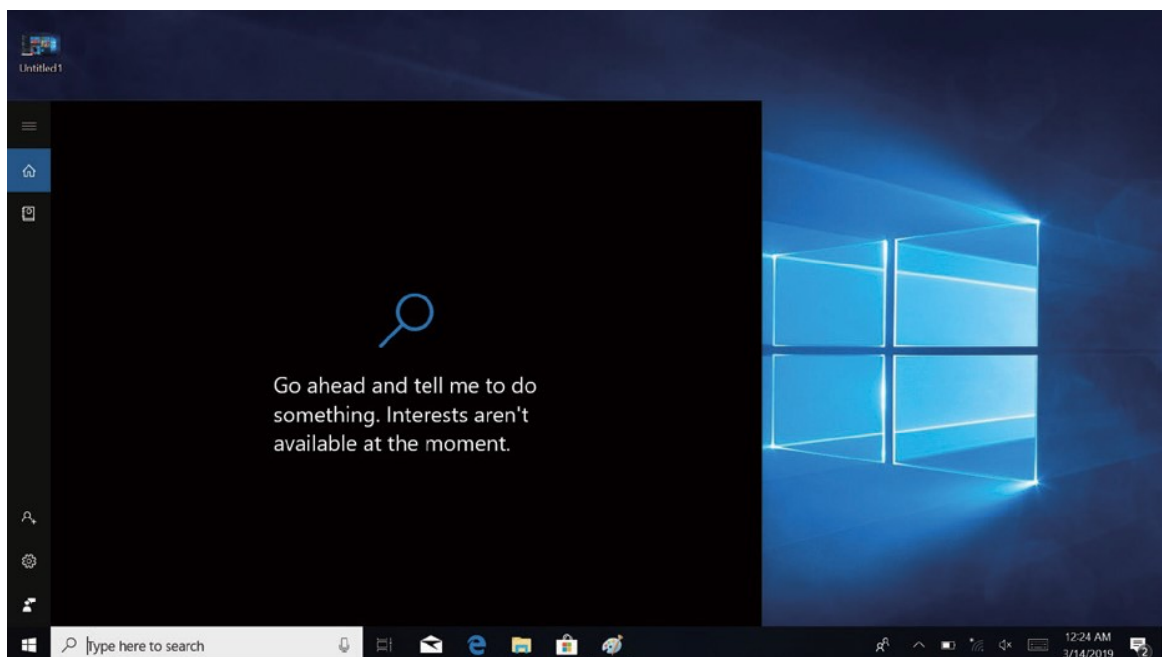 Untitled1
Go ahead and tell me to do
something. Interests aren't
available at the moment.
Type here to search
12:24 AM
3/14/2019
2